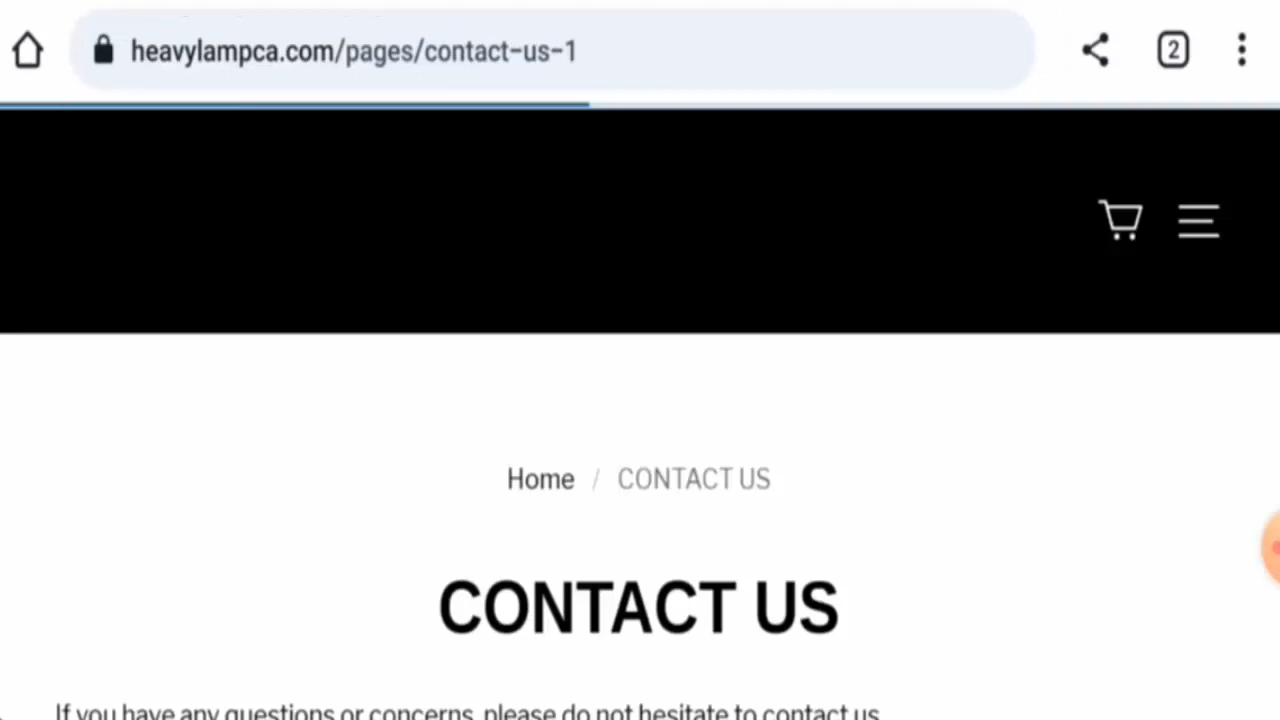 heavylampca.com/pages/contact-us-1
2
Home / CONTACT US
CONTACT US
If you have any questions or concerns, please do not hesitate to contact us